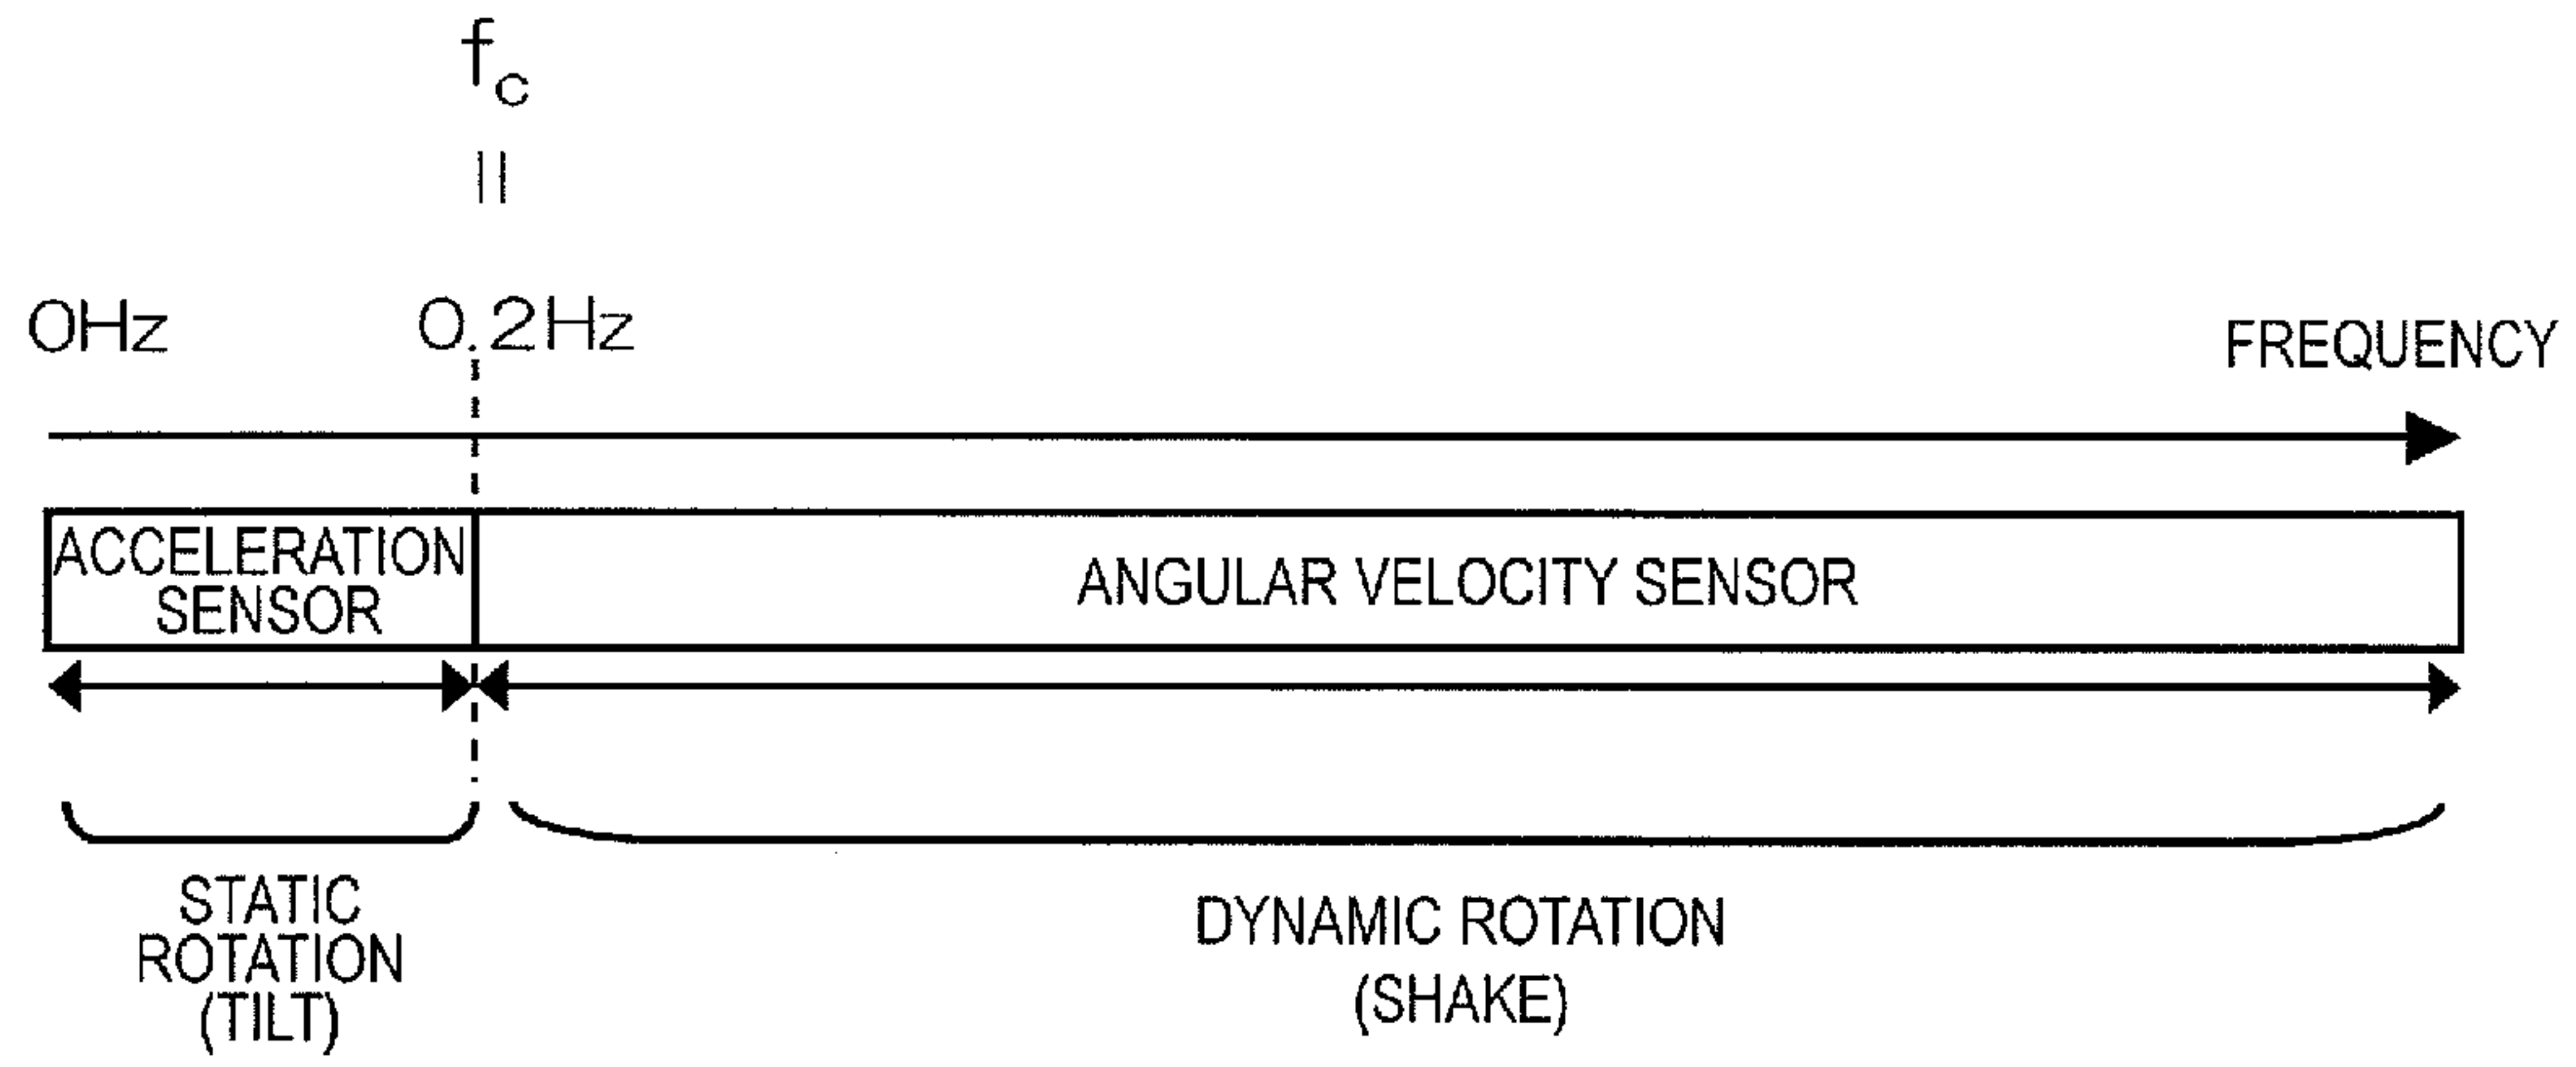 fc
||
0Hz
0.2Hz
FREQUENCY
ACCELERATION
SENSOR
ANGULAR VELOCITY SENSOR
STATIC
ROTATION
(TILT)
DYNAMIC ROTATION
(SHAKE)